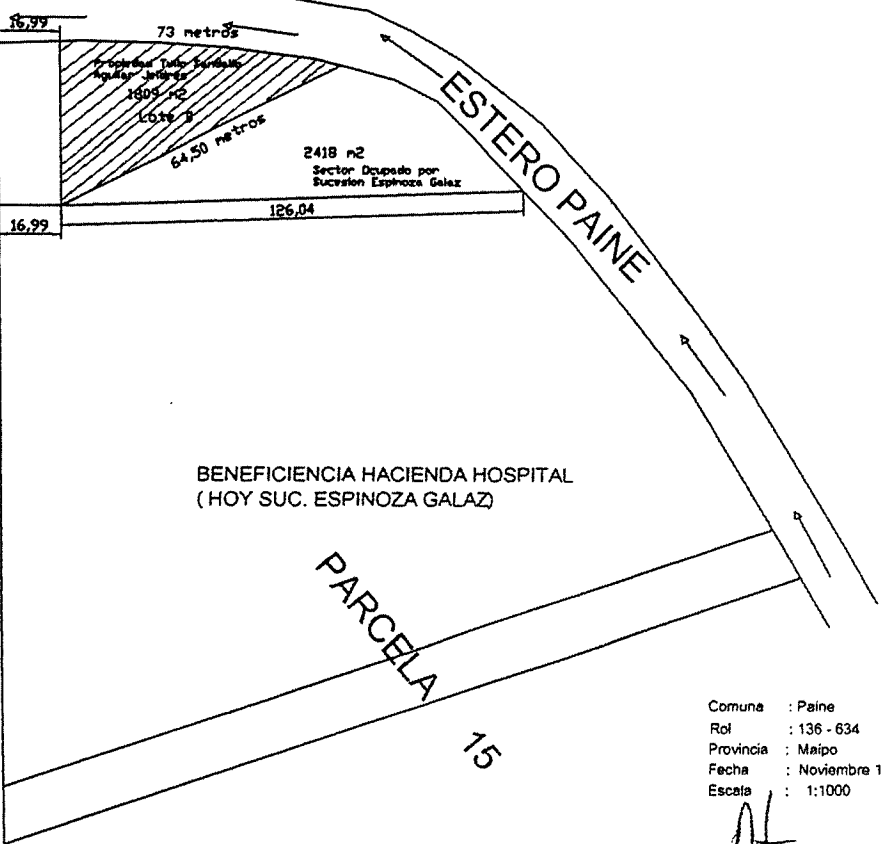 16,99
73 metros
Propiedad
Aguilar
1809 m2
Lote B
64,50 metros
2418 m2
Sector Ocupado por
Sucesion Espinoza Galaz
126,04
16,99
ESTERO PAINE
BENEFICIENCIA HACIENDA HOSPITAL
( HOY SUC. ESPINOZA GALAZ)
PARCELA 15
Comuna : Paine
Rol : 136 - 634
Provincia : Maipo
Fecha : Noviembre 1
Escala : 1:1000